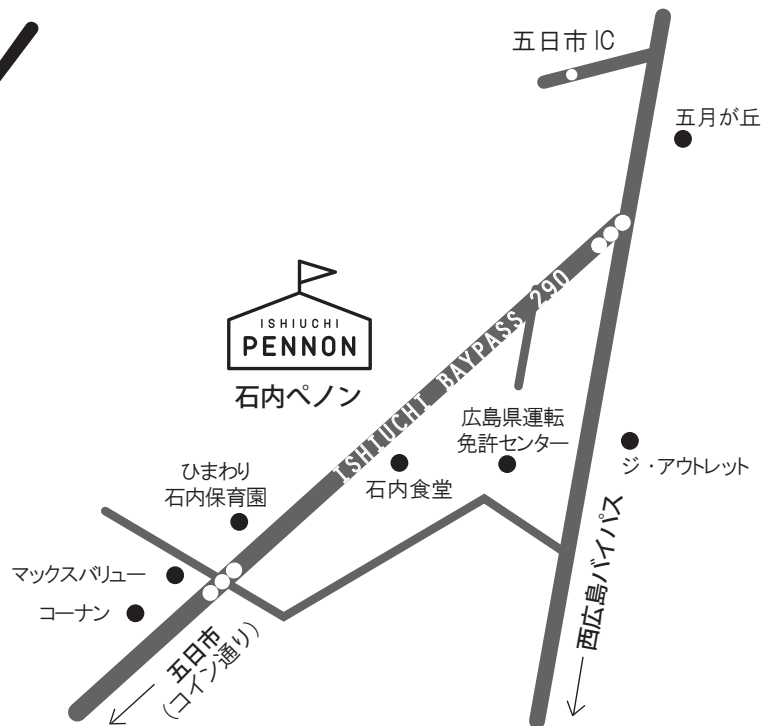 五日市 IC
五月が丘
ISHIUCHI
PENNON
石内ペノン
ISHIUCHI BAYPASS 290
広島県運転
免許センター
ジ・アウトレット
石内食堂
ひまわり
石内保育園
マックスバリュー
コーナン
五日市
(コイン通り)
西広島バイパス